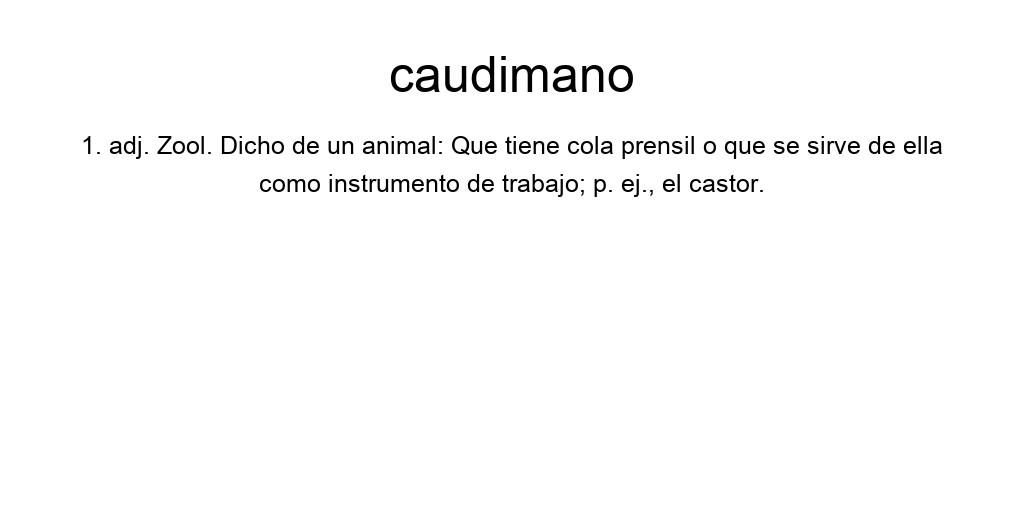 caudimano
1. adj. Zool. Dicho de un animal: Que tiene cola prensil o que se sirve de ella
como instrumento de trabajo; p. ej., el castor.